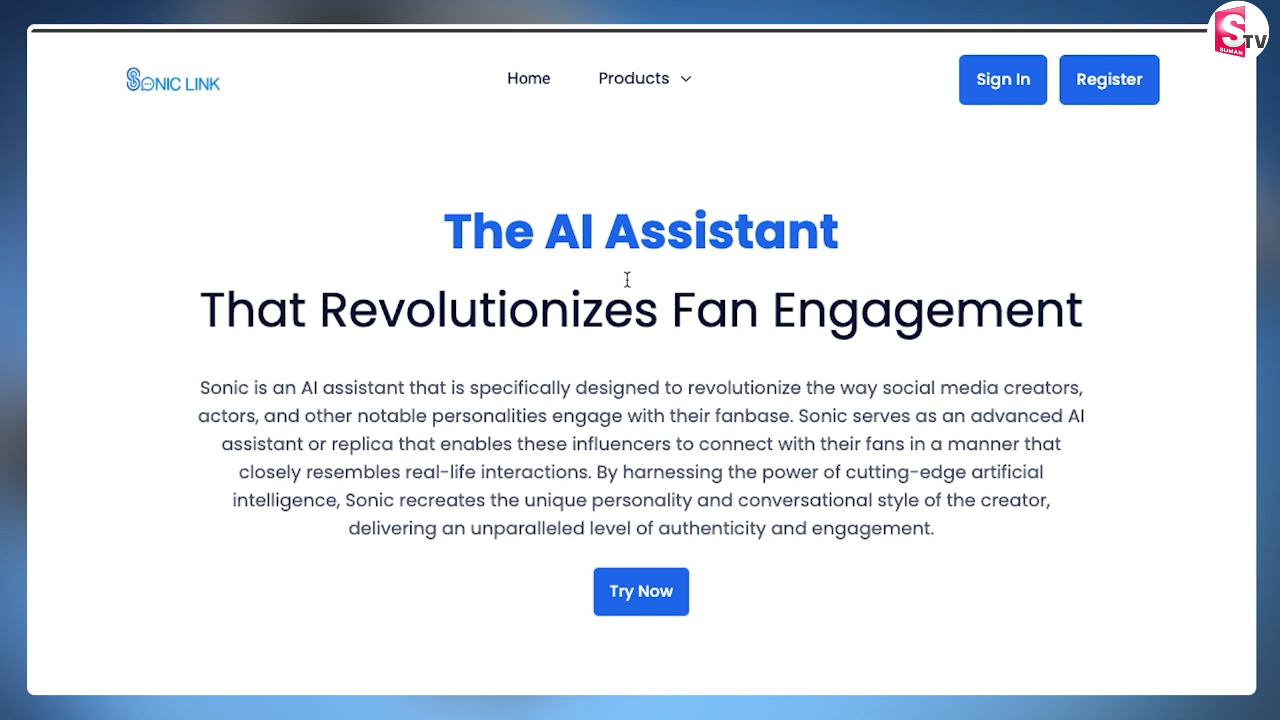 S TV
SUMAN
SONIC LINK
Home
Products
Sign In
Register
The AI Assistant
That Revolutionizes Fan Engagement
Sonic is an AI assistant that is specifically designed to revolutionize the way social media creators,
actors, and other notable personalities engage with their fanbase. Sonic serves as an advanced AI
assistant or replica that enables these influencers to connect with their fans in a manner that
closely resembles real-life interactions. By harnessing the power of cutting-edge artificial
intelligence, Sonic recreates the unique personality and conversational style of the creator,
delivering an unparalleled level of authenticity and engagement.
Try Now